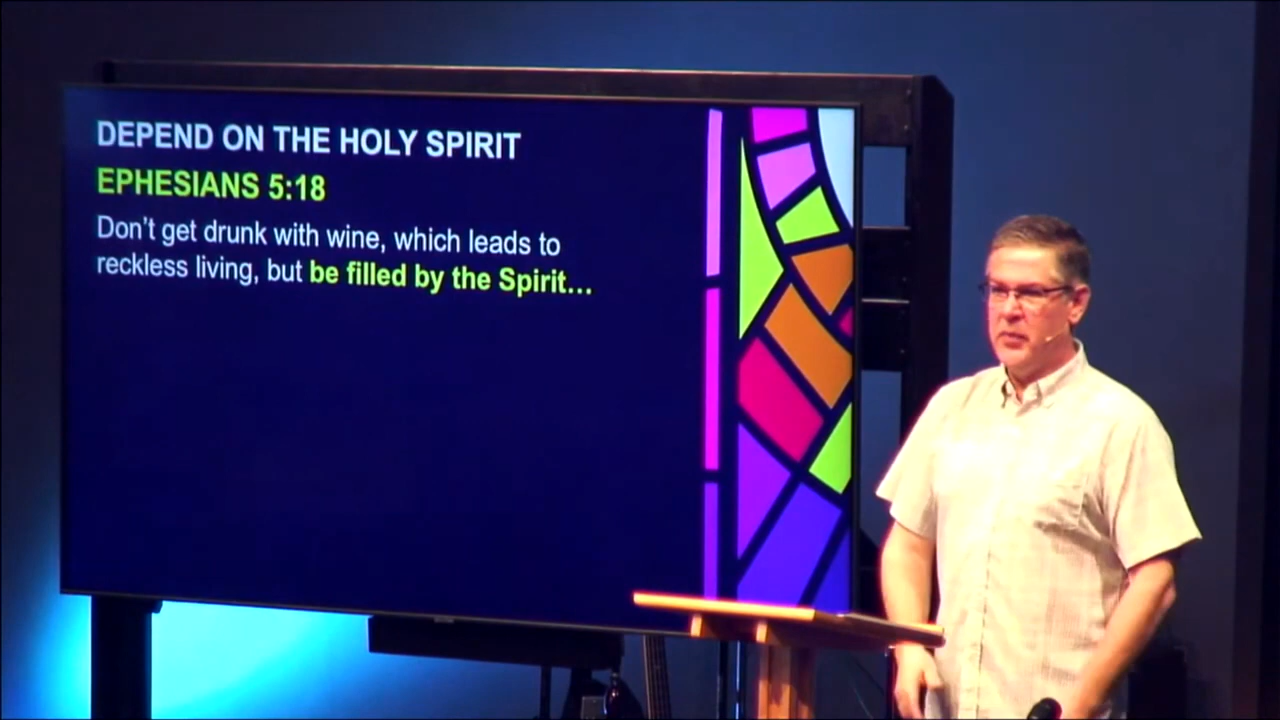 DEPEND ON THE HOLY SPIRIT
EPHESIANS 5:18
Don't get drunk with wine, which leads to
reckless living, but be filled by the Spirit...